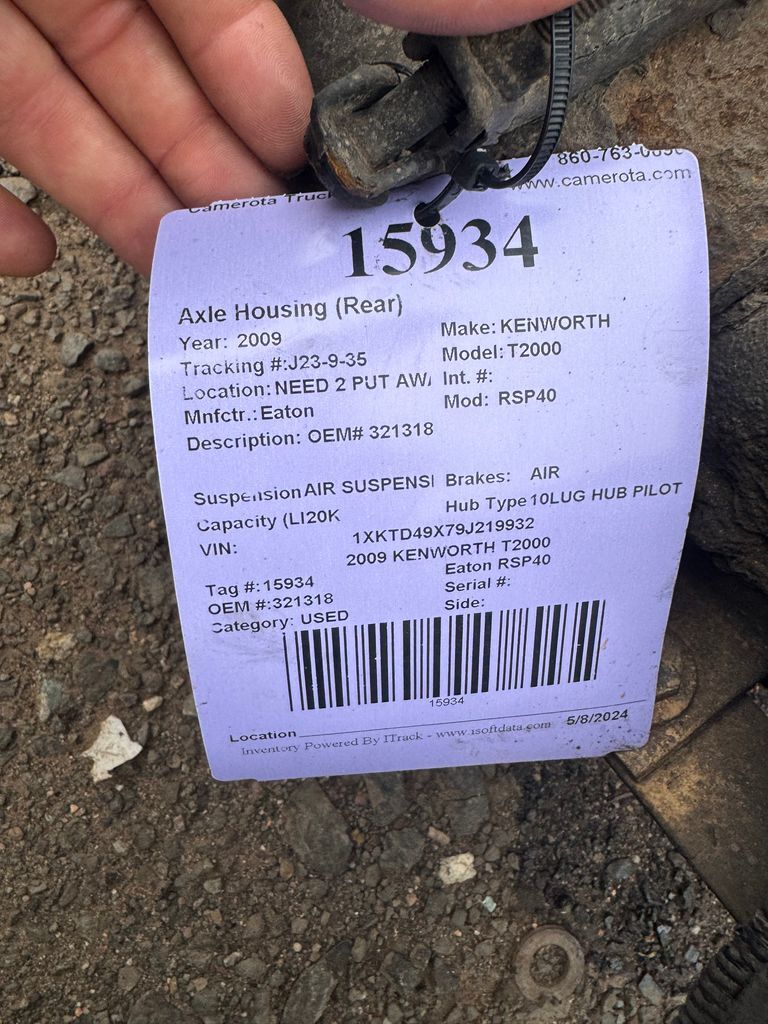 Camerota Truck
860-763-0
www.camerota.com
15934
Axle Housing (Rear)
Year: 2009
Make: KENWORTH
Tracking #:J23-9-35
Model: T2000
Location: NEED 2 PUT AW
Int. #:
Mnfctr.: Eaton
Mod: RSP40
Description: OEM# 321318
Suspension AIR SUSPENSI
Brakes: AIR
Capacity (LI20K
Hub Type 10LUG HUB PILOT
VIN: 1XKTD49X79J219932
2009 KENWORTH T2000
Eaton RSP40
Tag #:15934
Serial #:
OEM #:321318
Side:
Category: USED
15934
Location
5/8/2024
Inventory Powered By ITrack - www.isoftdata.com